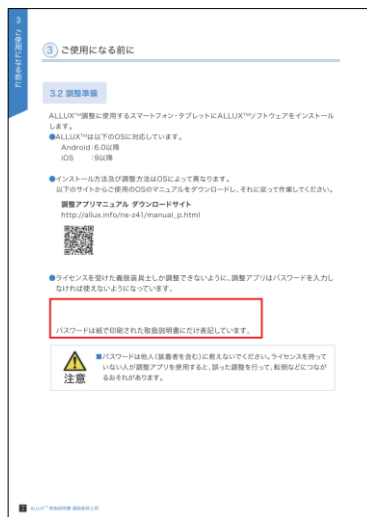 3
ご使用になる前に
3 ご使用になる前に
3.2 調整準備
ALLUX™調整に使用するスマートフォン・タブレットにALLUX™ソフトウェアをインストール
します。
●ALLUX™は以下のOSに対応しています。
Android：6.0以降
iOS ：9以降
●インストール方法及び調整方法はOSによって異なります。
以下のサイトからご使用のOSのマニュアルをダウンロードし、それに従って作業してください。
調整アプリマニュアル ダウンロードサイト
http://allux.info/ne-z41/manual_p.html
●ライセンスを受けた義肢装具士しか調整できないように、調整アプリはパスワードを入力し
なければ使えないようになっています。
パスワードは紙で印刷された取扱説明書にだけ表記しています。
注意
■パスワードは他人(装着者を含む)に教えないでください。ライセンスを持って
いない人が調整アプリを使用すると、誤った調整を行って、転倒などにつなが
るおそれがあります。
ALLUX™ 取扱説明書 義肢装具士用